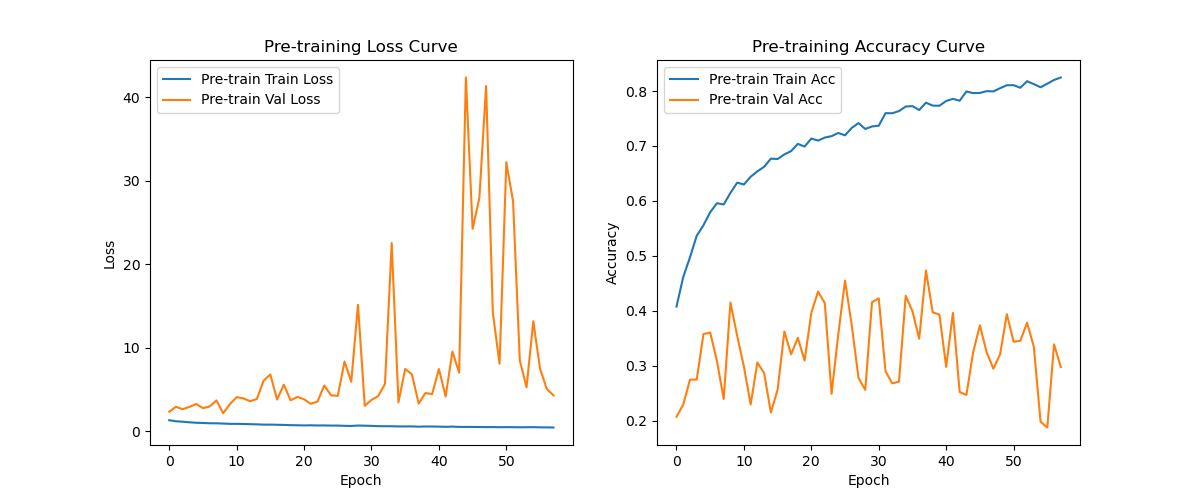 Pre-training Loss Curve
Pre-train Train Loss
Pre-train Val Loss
40
30
20
10
0
Loss
0 10 20 30 40 50
Epoch
Pre-training Accuracy Curve
Pre-train Train Acc
Pre-train Val Acc
0.8
0.7
0.6
0.5
0.4
0.3
0.2
Accuracy
0 10 20 30 40 50
Epoch